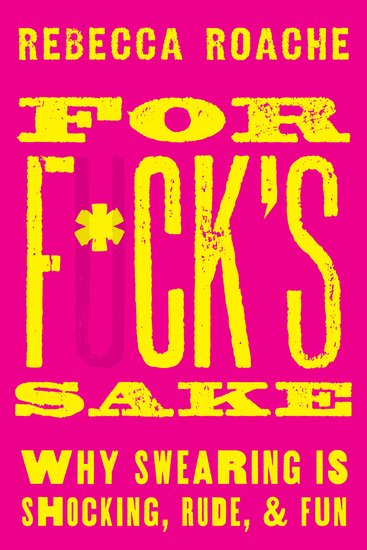 REBECCA ROACHE
FOR
F*CK'S
SAKE
WHY SWEARING IS
SHOCKING, RUDE, & FUN